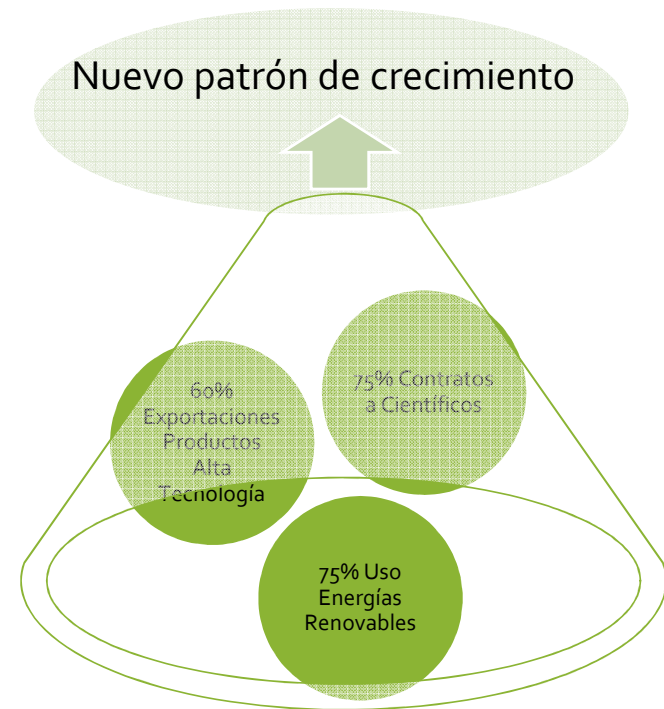 Nuevo patrón de crecimiento
75% Contratos
a Científicos
60%
Exportaciones
Productos
Alta
Tecnología
75% Uso
Energías
Renovables